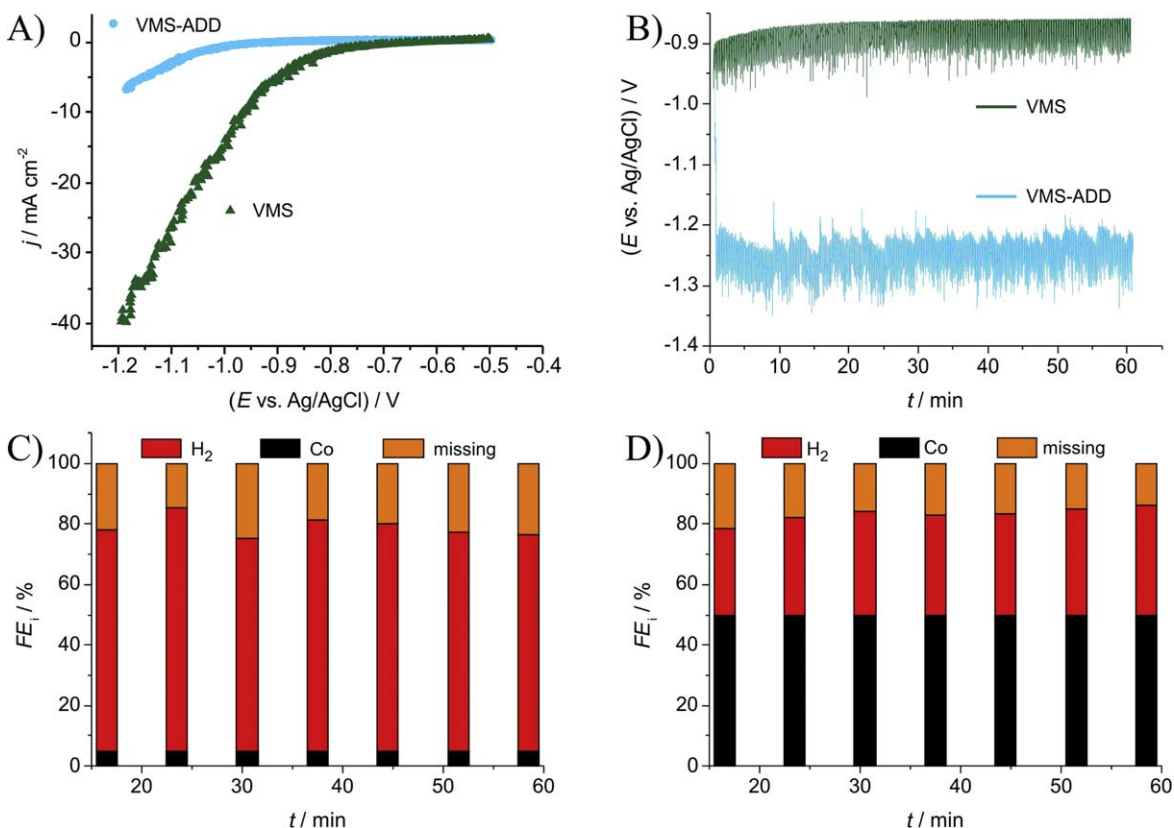 A)
VMS-ADD
VMS
0
-10
-20
-30
-40
j / mA cm-2
-1.2 -1.1 -1.0 -0.9 -0.8 -0.7 -0.6 -0.5 -0.4
(E vs. Ag/AgCl) / V
B)
VMS
VMS-ADD
-0.9
-1.0
-1.1
-1.2
-1.3
-1.4
(E vs. Ag/AgCl) / V
0 10 20 30 40 50 60
t / min
C)
H2 Co missing
100
80
60
40
20
0
FEi / %
20 30 40 50 60
t / min
D)
H2 Co missing
100
80
60
40
20
0
FEi / %
20 30 40 50 60
t / min